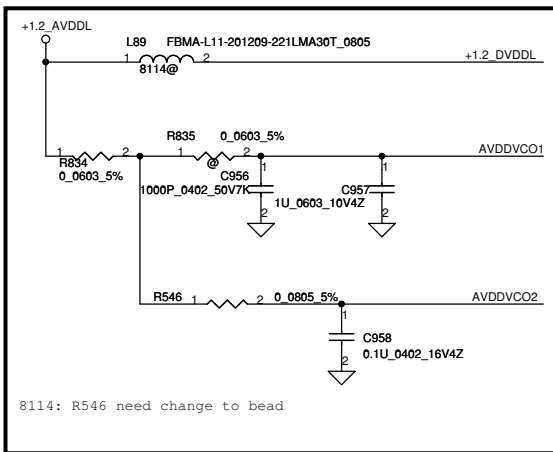 +1.2_AVDDL
L89 FBMA-L11-201209-221LMA30T_0805
1 2 +1.2_DVDDL
8114@
R835 0_0603_5%
1 2 1 2 AVDDVCO1
R834 @
0_0603_5%
1 C956 1
1000P_0402_50V7K C957
2 1U_0603_10V4Z 2
R546 1 2 0_0805_5% AVDDVCO2
1
C958
2 0.1U_0402_16V4Z
8114: R546 need change to bead